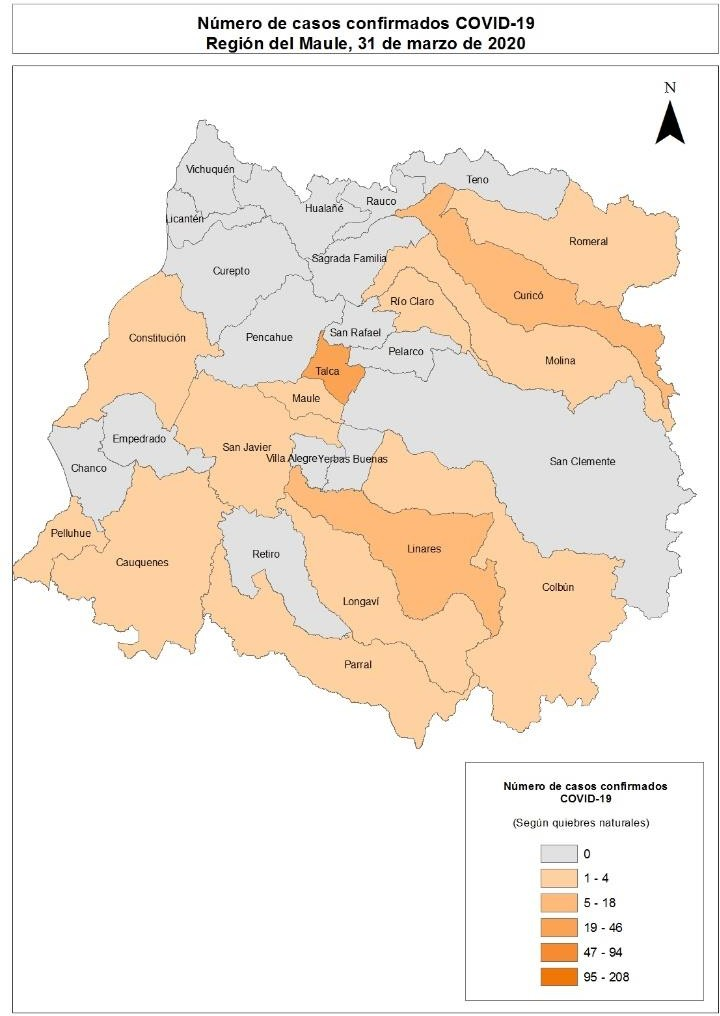 Número de casos confirmados COVID-19
Región del Maule, 31 de marzo de 2020
N
Vichuquén
Teno
Licantén
Hualañé
Rauco
Romeral
Sagrada Familia
Curepto
Curicó
Río Claro
Constitución
Pencahue
San Rafael
Pelarco
Molina
Talca
Maule
Empedrado
San Javier
Villa Alegre
Yerbas Buenas
San Clemente
Chanco
Pelluhue
Cauquenes
Retiro
Linares
Colbún
Longaví
Parral
Número de casos confirmados
COVID-19
(Según quiebres naturales)
0
1 - 4
5 - 18
19 - 46
47 - 94
95 - 208